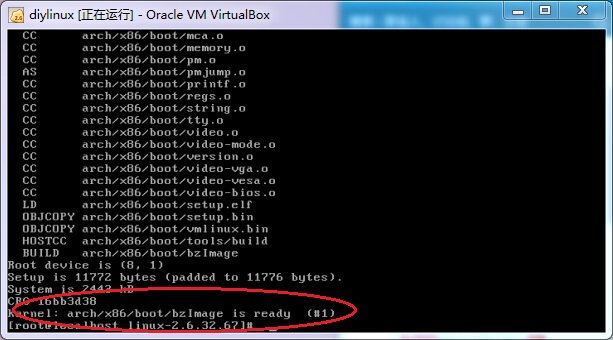 diylinux [正在运行] - Oracle VM VirtualBox
CC arch/x86/boot/mca.o
CC arch/x86/boot/memory.o
CC arch/x86/boot/pm.o
AS arch/x86/boot/pmjump.o
CC arch/x86/boot/printf.o
CC arch/x86/boot/regs.o
CC arch/x86/boot/string.o
CC arch/x86/boot/tty.o
CC arch/x86/boot/video.o
CC arch/x86/boot/video-mode.o
CC arch/x86/boot/version.o
CC arch/x86/boot/video-vga.o
CC arch/x86/boot/video-vesa.o
CC arch/x86/boot/video-bios.o
LD arch/x86/boot/setup.elf
OBJCOPY arch/x86/boot/setup.bin
OBJCOPY arch/x86/boot/vmlinux.bin
HOSTCC arch/x86/boot/tools/build
BUILD arch/x86/boot/bzImage
Root device is (8, 1)
Setup is 11772 bytes (padded to 11776 bytes).
System is 2443 kB
CRC 16bb3d38
Kernel: arch/x86/boot/bzImage is ready (#1)
[root@localhost linux-2.6.32.67]# _